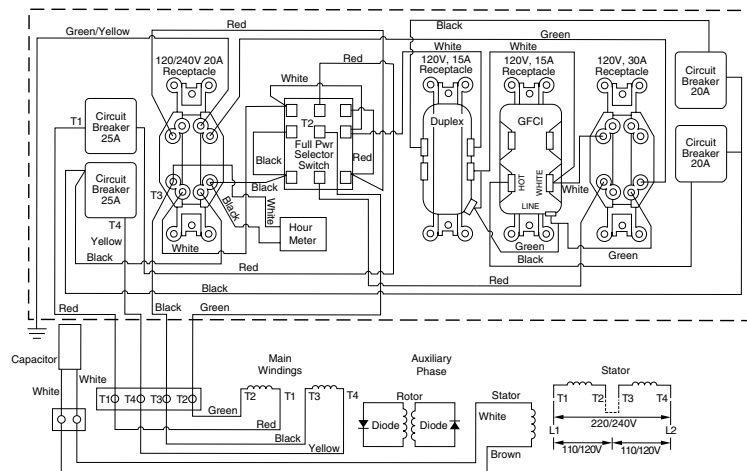 Black
Red
Green/Yellow
Green
Red
White
White
120/240V 20A
Receptacle
120V, 15A
Receptacle
120V, 15A
Receptacle
120V, 30A
Receptacle
White
Circuit
Breaker
20A
T1
Circuit
Breaker
25A
T2
Full Pwr
Selector
Switch
Duplex
GFCI
Circuit
Breaker
20A
Black
Red
Circuit
Breaker
25A
T3
Black
HOT
WHITE
White
LINE
T4
Black
White
Hour
Meter
Yellow
White
Green
Green
Black
Black
Red
Red
Black
Red
Black
Green
Capacitor
White
White
Main
Windings
Auxiliary
Phase
Stator
T1
T4
T3
T2
T2
T1
T3
T4
Rotor
Stator
T1
T2
T3
T4
Green
Diode
Diode
White
Red
L1
220/240V
L2
Black
Yellow
Brown
110/120V
110/120V